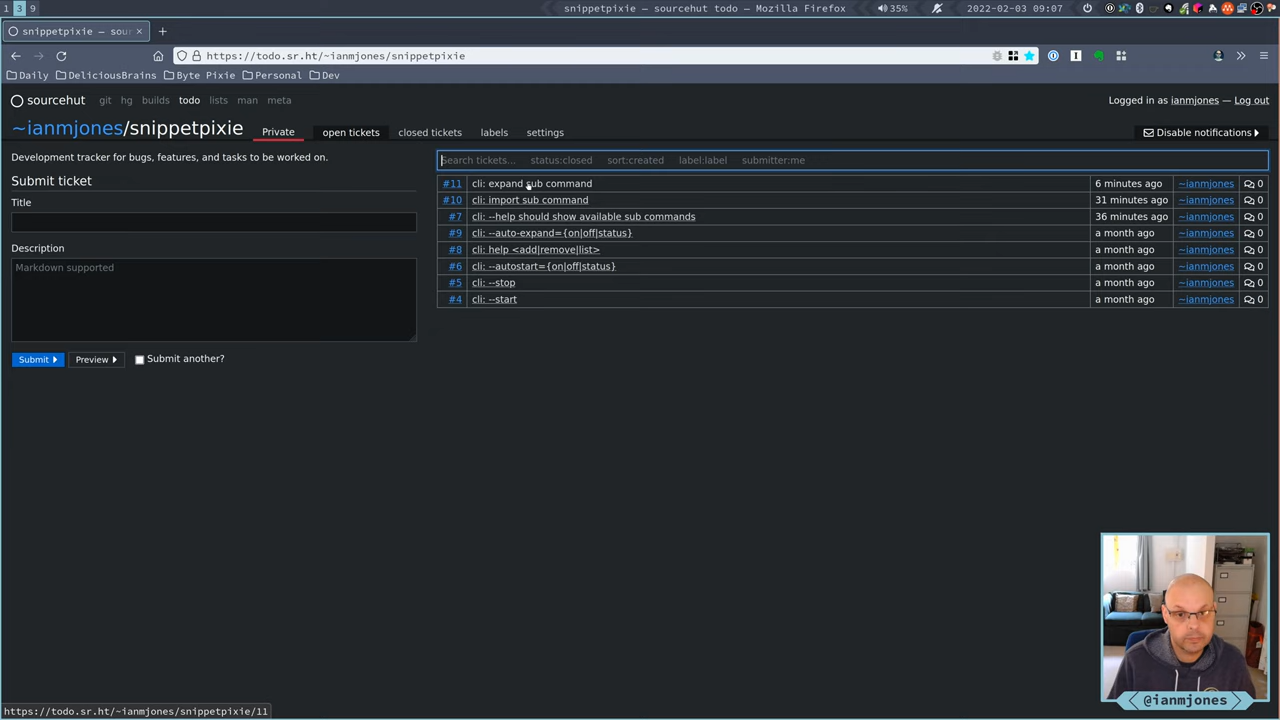 1 3 9 snippetpixie — sourcehut todo — Mozilla Firefox 35% 2022-02-03 09:07
snippetpixie — sour
https://todo.sr.ht/~ianmjones/snippetpixie
Daily DeliciousBrains Byte Pixie Personal Dev
sourcehut git hg builds todo lists man meta Logged in as ianmjones — Log out
~ianmjones/snippetpixie Private open tickets closed tickets labels settings Disable notifications
Development tracker for bugs, features, and tasks to be worked on.
Submit ticket
Title
Description
Markdown supported
Submit Preview Submit another?
Search tickets... status:closed sort:created label:label submitter:me
#11 cli: expand sub command 6 minutes ago ~ianmjones 0
#10 cli: import sub command 31 minutes ago ~ianmjones 0
#7 cli: --help should show available sub commands 36 minutes ago ~ianmjones 0
#9 cli: --auto-expand={on|off|status} a month ago ~ianmjones 0
#8 cli: help <add|remove|list> a month ago ~ianmjones 0
#6 cli: --autostart={on|off|status} a month ago ~ianmjones 0
#5 cli: --stop a month ago ~ianmjones 0
#4 cli: --start a month ago ~ianmjones 0
@ianmjones
https://todo.sr.ht/~ianmjones/snippetpixie/11